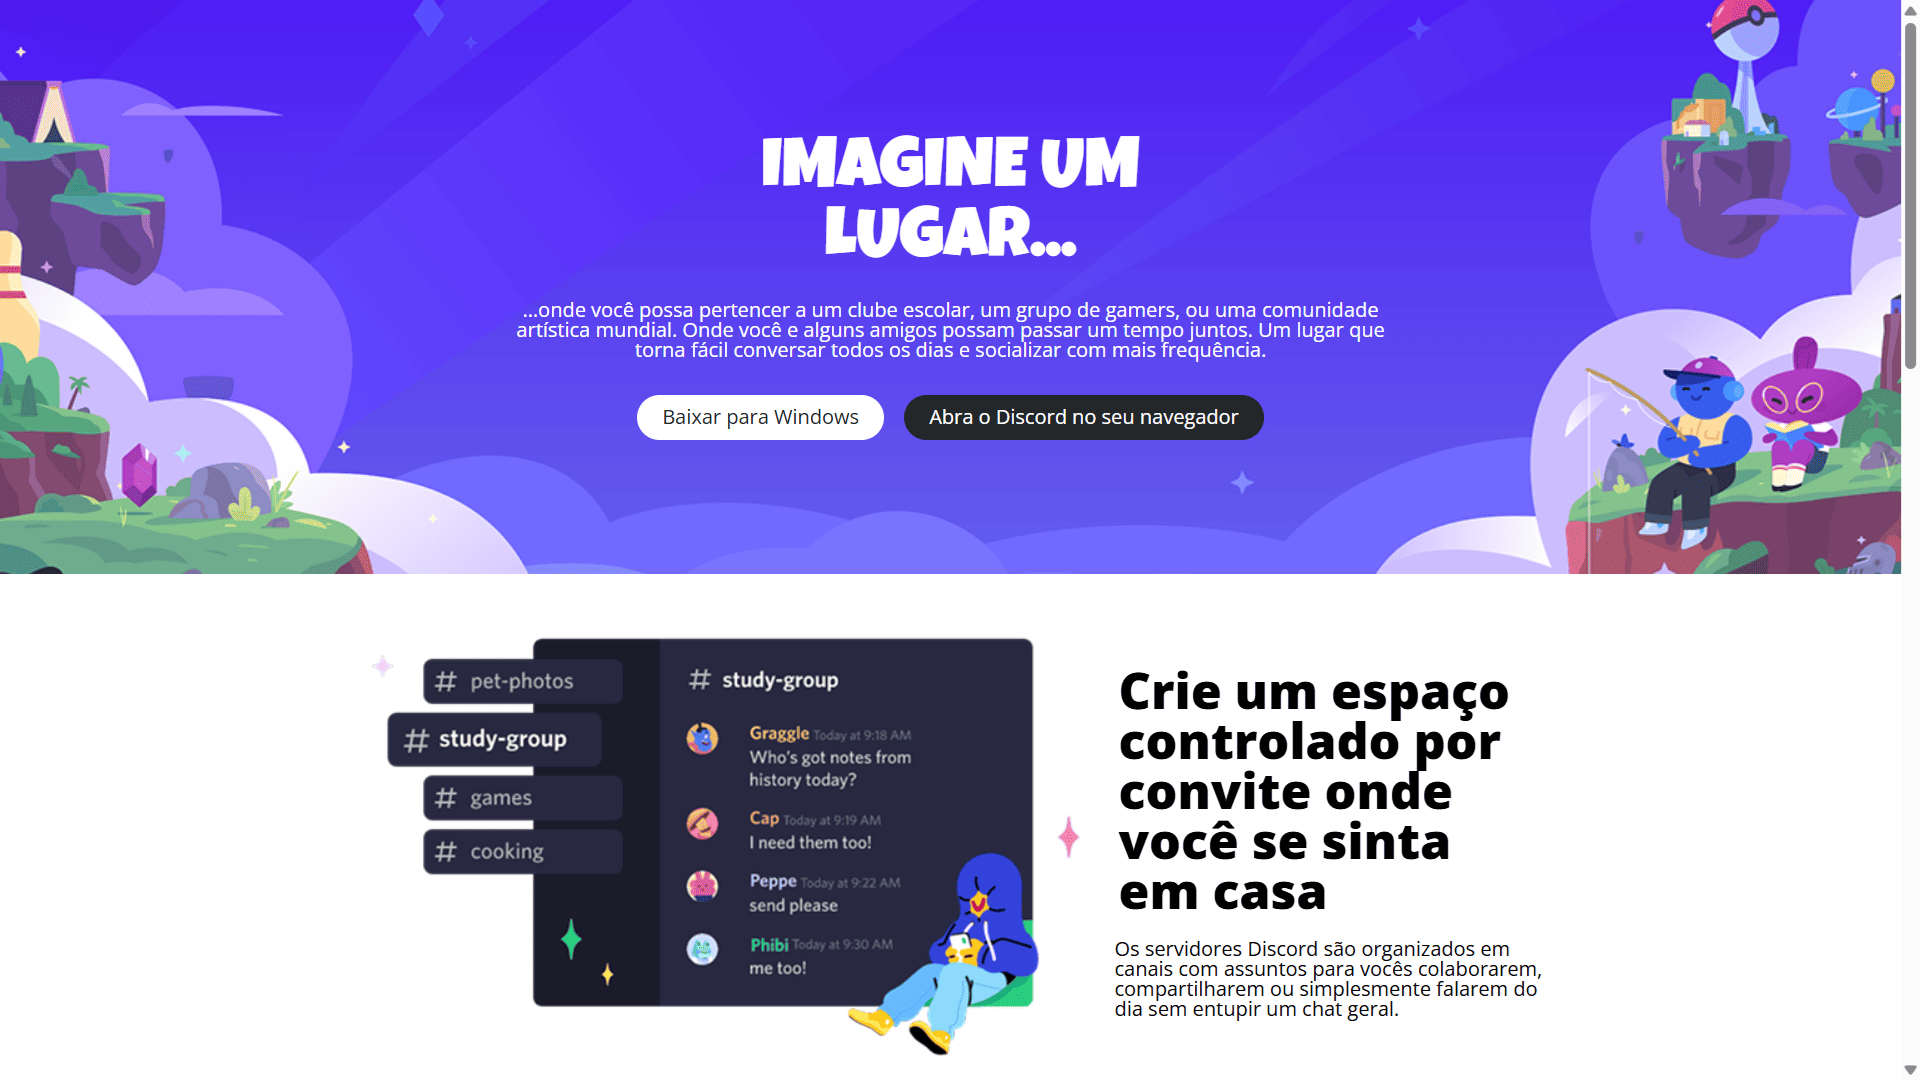 IMAGINE UM
LUGAR...
...onde você possa pertencer a um clube escolar, um grupo de gamers, ou uma comunidade
artística mundial. Onde você e alguns amigos possam passar um tempo juntos. Um lugar que
torna fácil conversar todos os dias e socializar com mais frequência.
Baixar para Windows
Abra o Discord no seu navegador
# pet-photos
# study-group
# games
# cooking
# study-group
Graggle Today at 9:18 AM
Who's got notes from
history today?
Cap Today at 9:19 AM
I need them too!
Peppe Today at 9:22 AM
send please
Phibi Today at 9:30 AM
me too!
Crie um espaço
controlado por
convite onde
você se sinta
em casa
Os servidores Discord são organizados em
canais com assuntos para vocês colaborarem,
compartilharem ou simplesmente falarem do
dia sem entupir um chat geral.